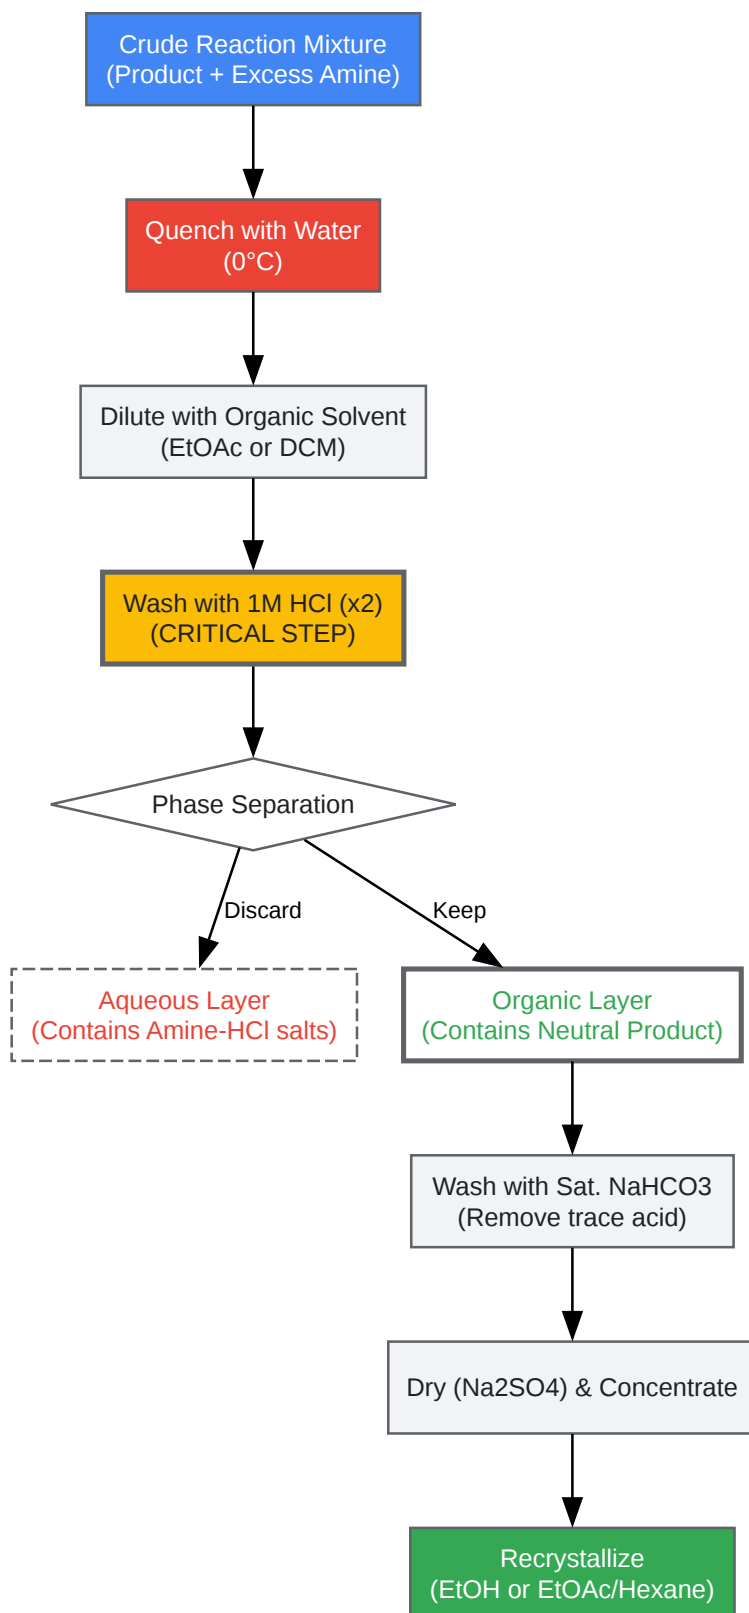 Crude Reaction Mixture
(Product + Excess Amine)
Quench with Water
(0°C)
Dilute with Organic Solvent
(EtOAc or DCM)
Wash with 1M HCl (x2)
(CRITICAL STEP)
Phase Separation
Discard
Keep
Aqueous Layer
(Contains Amine-HCl salts)
Organic Layer
(Contains Neutral Product)
Wash with Sat. NaHCO3
(Remove trace acid)
Dry (Na2SO4) & Concentrate
Recrystallize
(EtOH or EtOAc/Hexane)